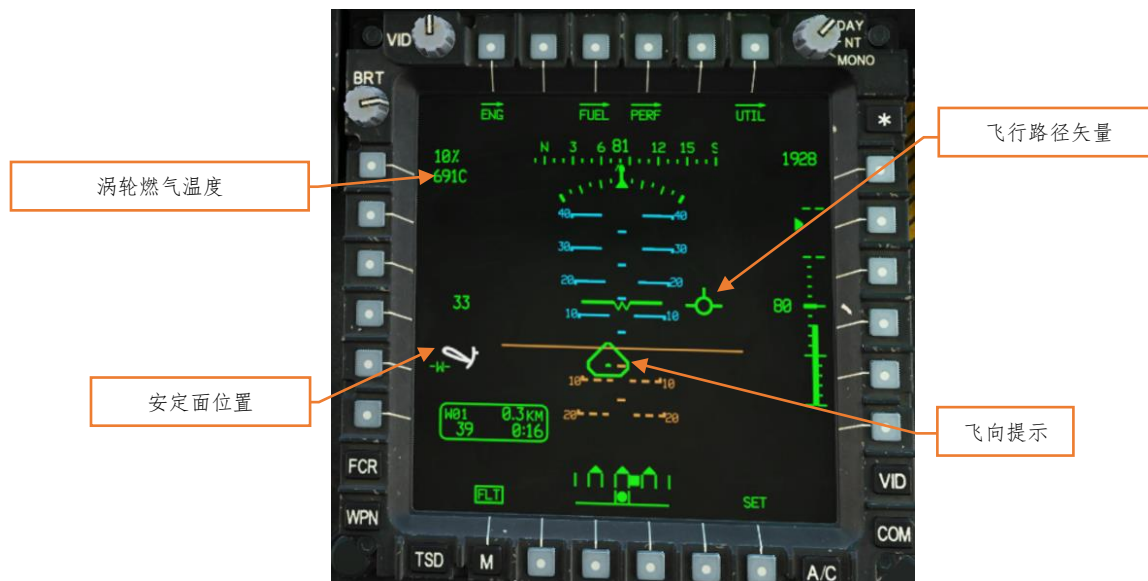 VID
DAY
NT
MONO
BRT
ENG
FUEL
PERF
UTIL
*
飞行路径矢量
涡轮燃气温度
N 3 6 81 12 15 S
10%
691C
1928
40 40
30 30
20 20
33
80
10 10
-W-
安定面位置
10 10
W01 0.3KM
39 0:16
20 20
飞向提示
FCR
VID
FLT
SET
WPN
COM
TSD
M
A/C